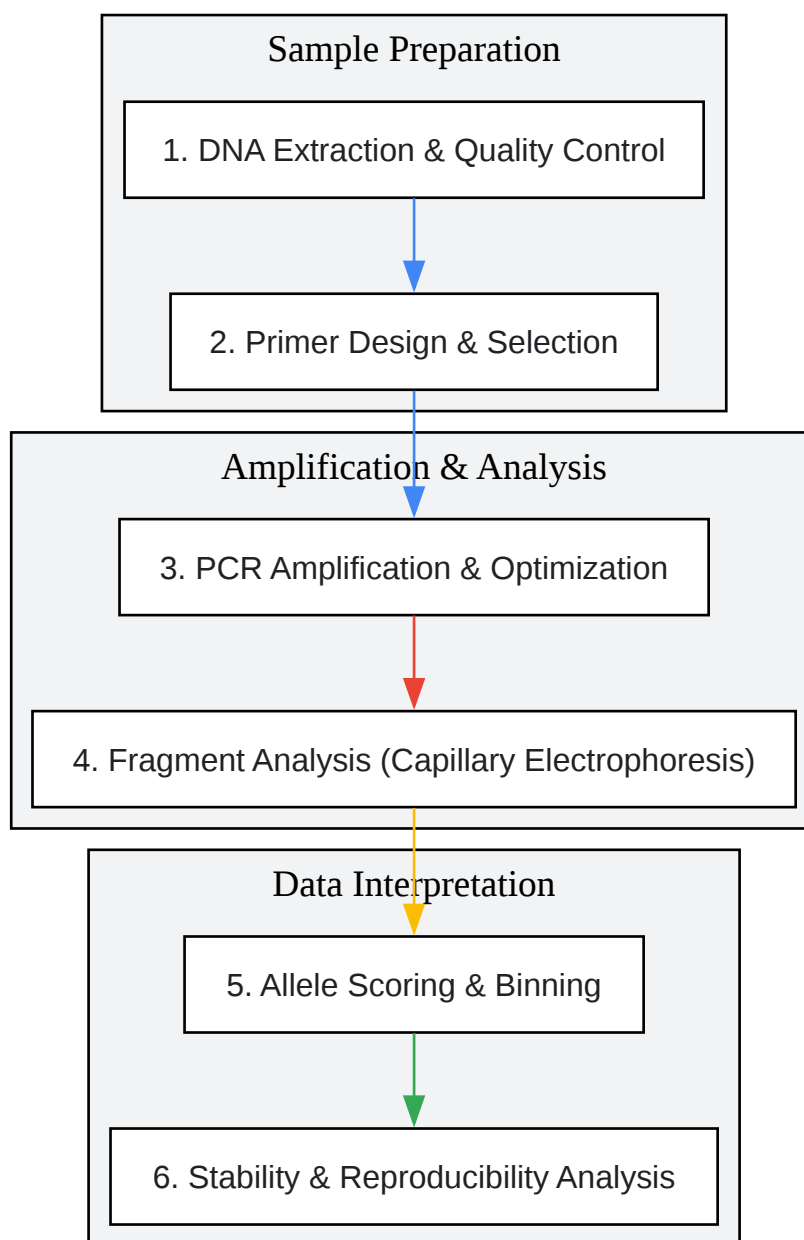 Sample Preparation
1. DNA Extraction & Quality Control
2. Primer Design & Selection
Amplification & Analysis
3. PCR Amplification & Optimization
4. Fragment Analysis (Capillary Electrophoresis)
Data Interpretation
5. Allele Scoring & Binning
6. Stability & Reproducibility Analysis